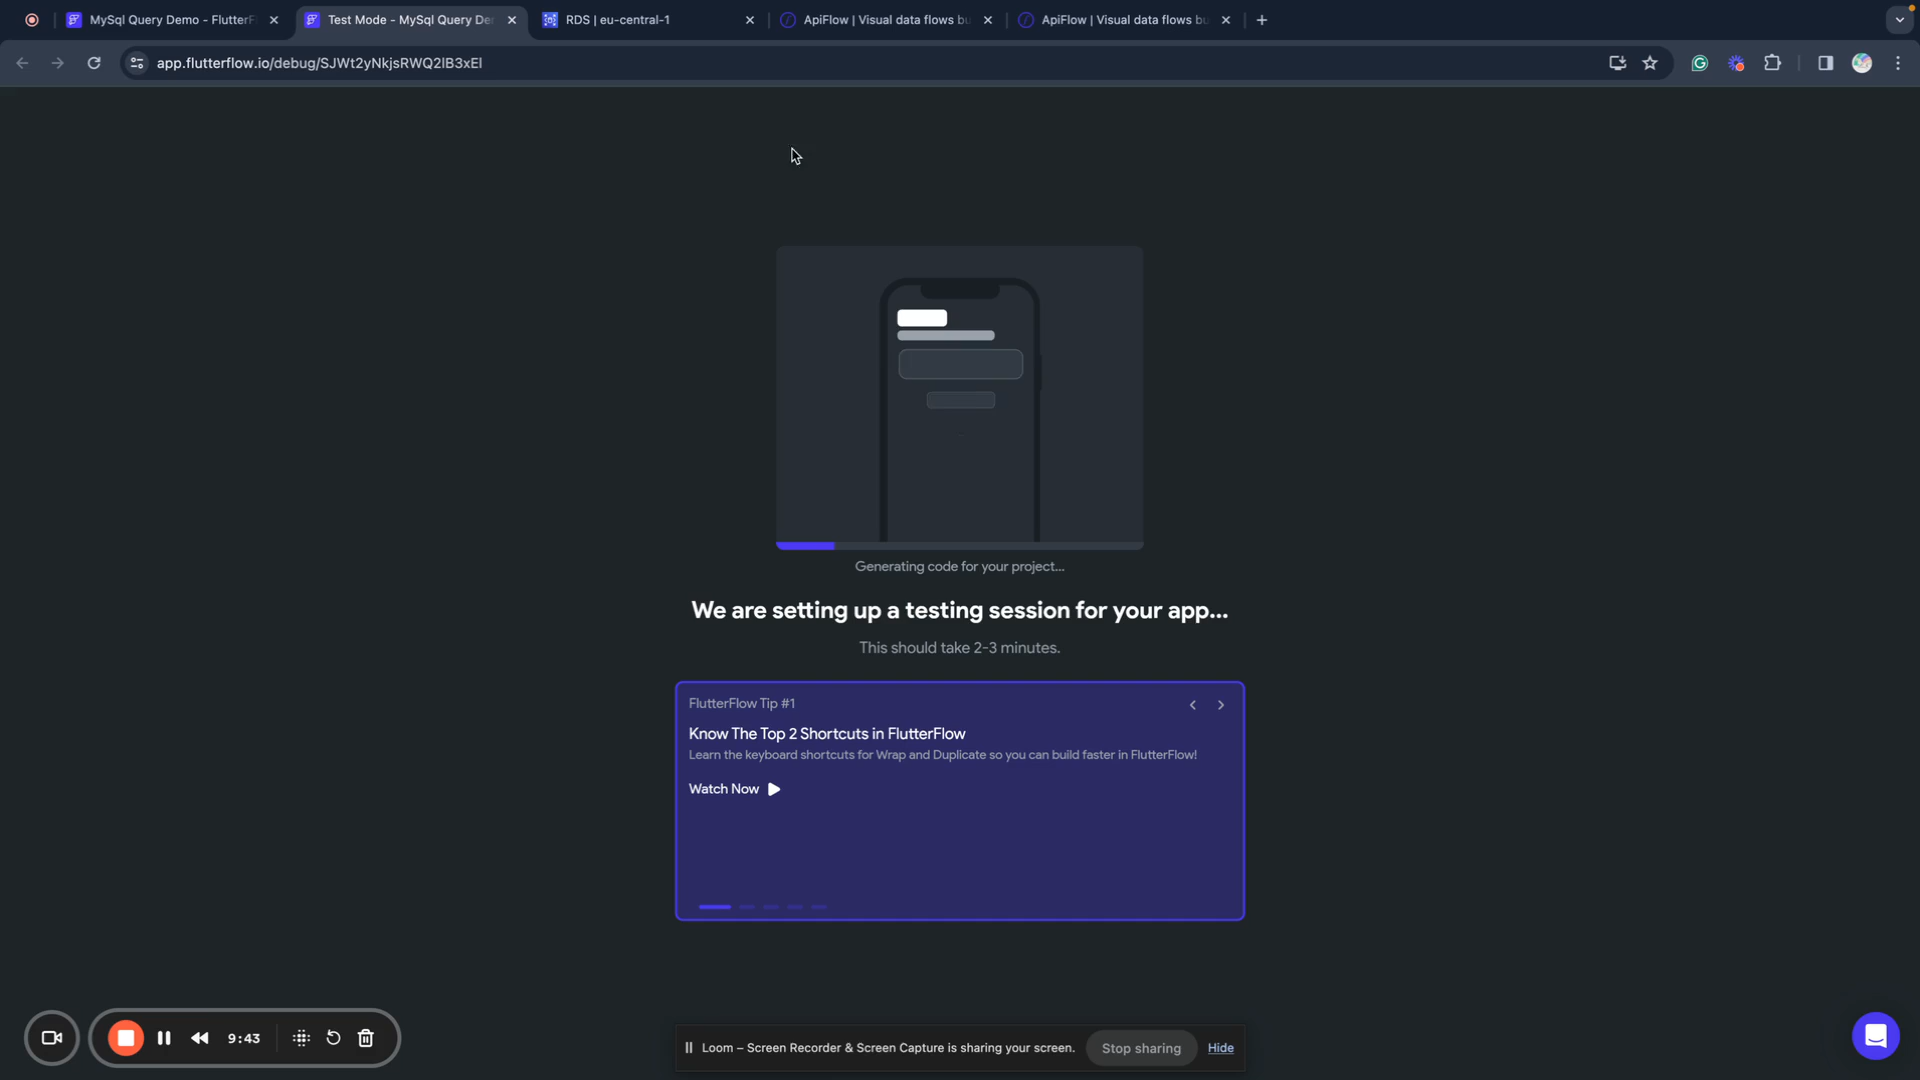 MySql Query Demo - FlutterF
Test Mode - MySql Query De
RDS | eu-central-1
ApiFlow | Visual data flows bu
ApiFlow | Visual data flows bu
app.flutterflow.io/debug/SJWt2yNkjsRWQ2lB3xEl
Generating code for your project...
We are setting up a testing session for your app...
This should take 2-3 minutes.
FlutterFlow Tip #1
Know The Top 2 Shortcuts in FlutterFlow
Learn the keyboard shortcuts for Wrap and Duplicate so you can build faster in FlutterFlow!
Watch Now
9:43
Loom – Screen Recorder & Screen Capture is sharing your screen.
Stop sharing
Hide